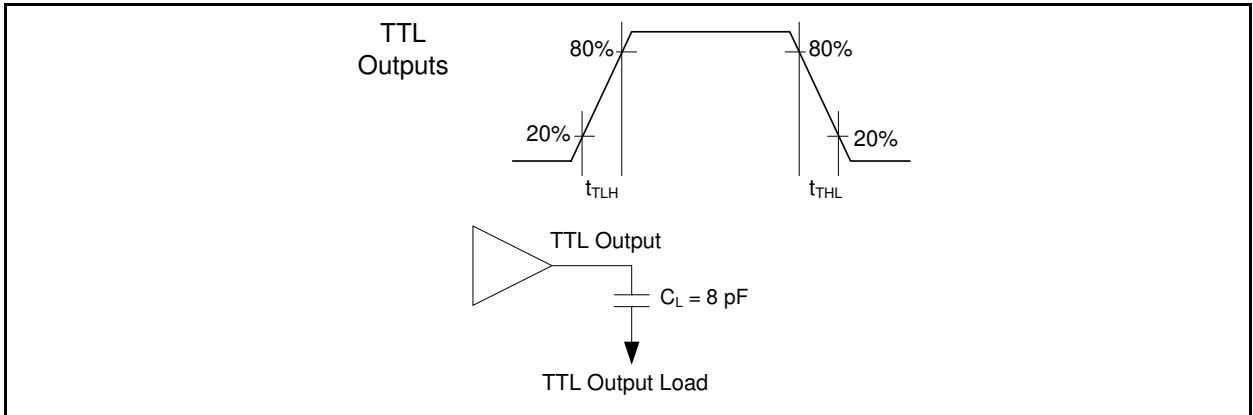 TTL
Outputs
80%
80%
20%
20%
tTLH
tTHL
TTL Output
CL = 8 pF
TTL Output Load